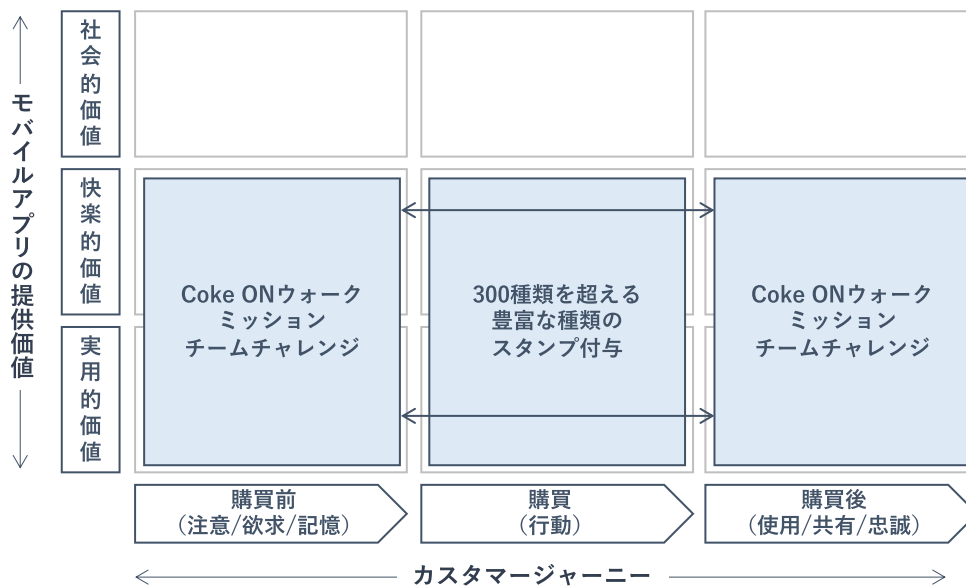 モバイルアプリの提供価値
社会的価値
快楽的価値
実用的価値
Coke ONウォーク
ミッション
チームチャレンジ
300種類を超える
豊富な種類の
スタンプ付与
Coke ONウォーク
ミッション
チームチャレンジ
購買前
（注意/欲求/記憶）
購買
（行動）
購買後
（使用/共有/忠誠）
カスタマージャーニー